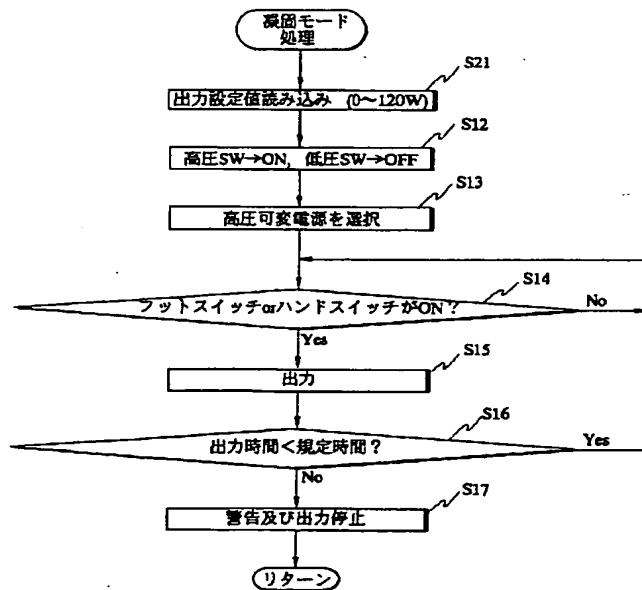 凝固モード
処理
S21
出力設定値読み込み (0〜120W)
S12
高圧SW→ON, 低圧SW→OFF
S13
高圧可変電源を選択
S14
フットスイッチorハンドスイッチがON?
No
Yes
S15
出力
S16
出力時間<規定時間?
Yes
No
S17
警告及び出力停止
リターン